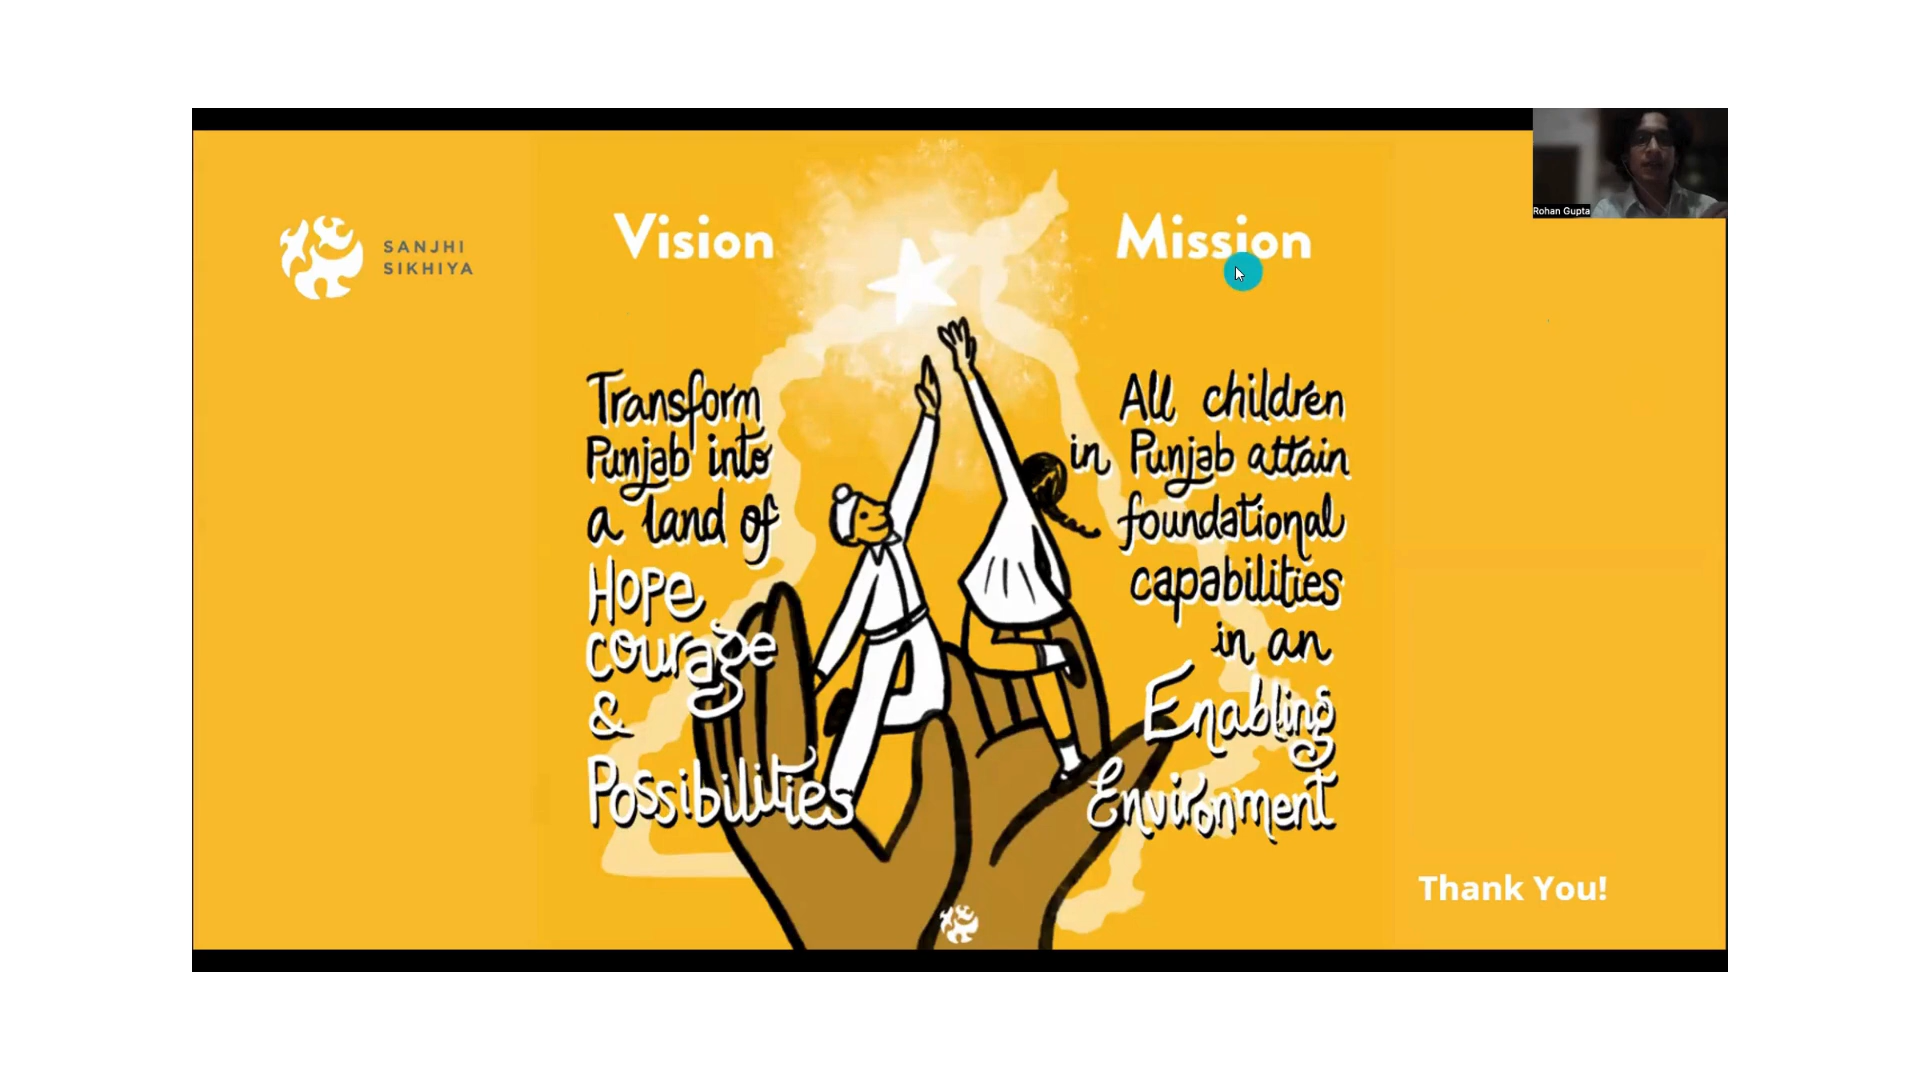 SANJHI
SIKHIYA
Vision
Transform
Punjab into
a land of
Hope
courage
&
Possibilities
Mission
All children
in Punjab attain
foundational
capabilities
in an
Enabling
Environment
Thank You!
Rohan Gupta